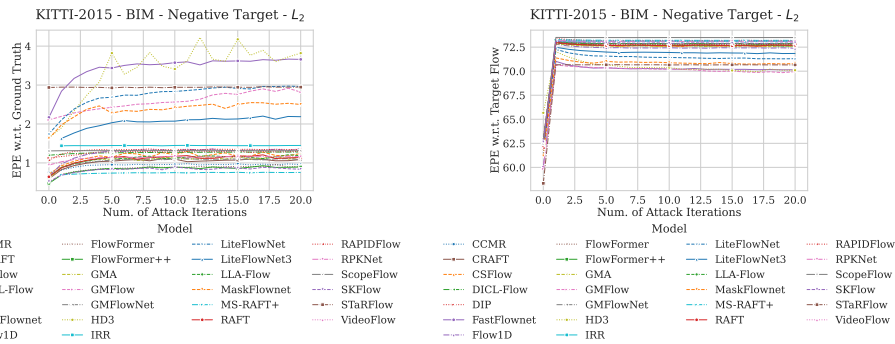 KITTI-2015 - BIM - Negative Target - L2
EPE w.r.t. Ground Truth
4
3
2
1
0.0 2.5 5.0 7.5 10.0 12.5 15.0 17.5 20.0
Num. of Attack Iterations
Model
MR FlowFormer LiteFlowNet RAPIDFlow
AFT FlowFormer++ LiteFlowNet3 RPKNet
low GMA LLA-Flow ScopeFlow
L-Flow GMFlow MaskFlownet SKFlow
GMFlowNet MS-RAFT+ STaRFlow
Flownet HD3 RAFT VideoFlow
w1D IRR
KITTI-2015 - BIM - Negative Target - L2
EPE w.r.t. Target Flow
72.5
70.0
67.5
65.0
62.5
60.0
0.0 2.5 5.0 7.5 10.0 12.5 15.0 17.5 20.0
Num. of Attack Iterations
Model
CCMR FlowFormer LiteFlowNet RAPIDFlow
CRAFT FlowFormer++ LiteFlowNet3 RPKNet
CSFlow GMA LLA-Flow ScopeFlow
DICL-Flow GMFlow MaskFlownet SKFlow
DIP GMFlowNet MS-RAFT+ STaRFlow
FastFlownet HD3 RAFT VideoFlow
Flow1D IRR